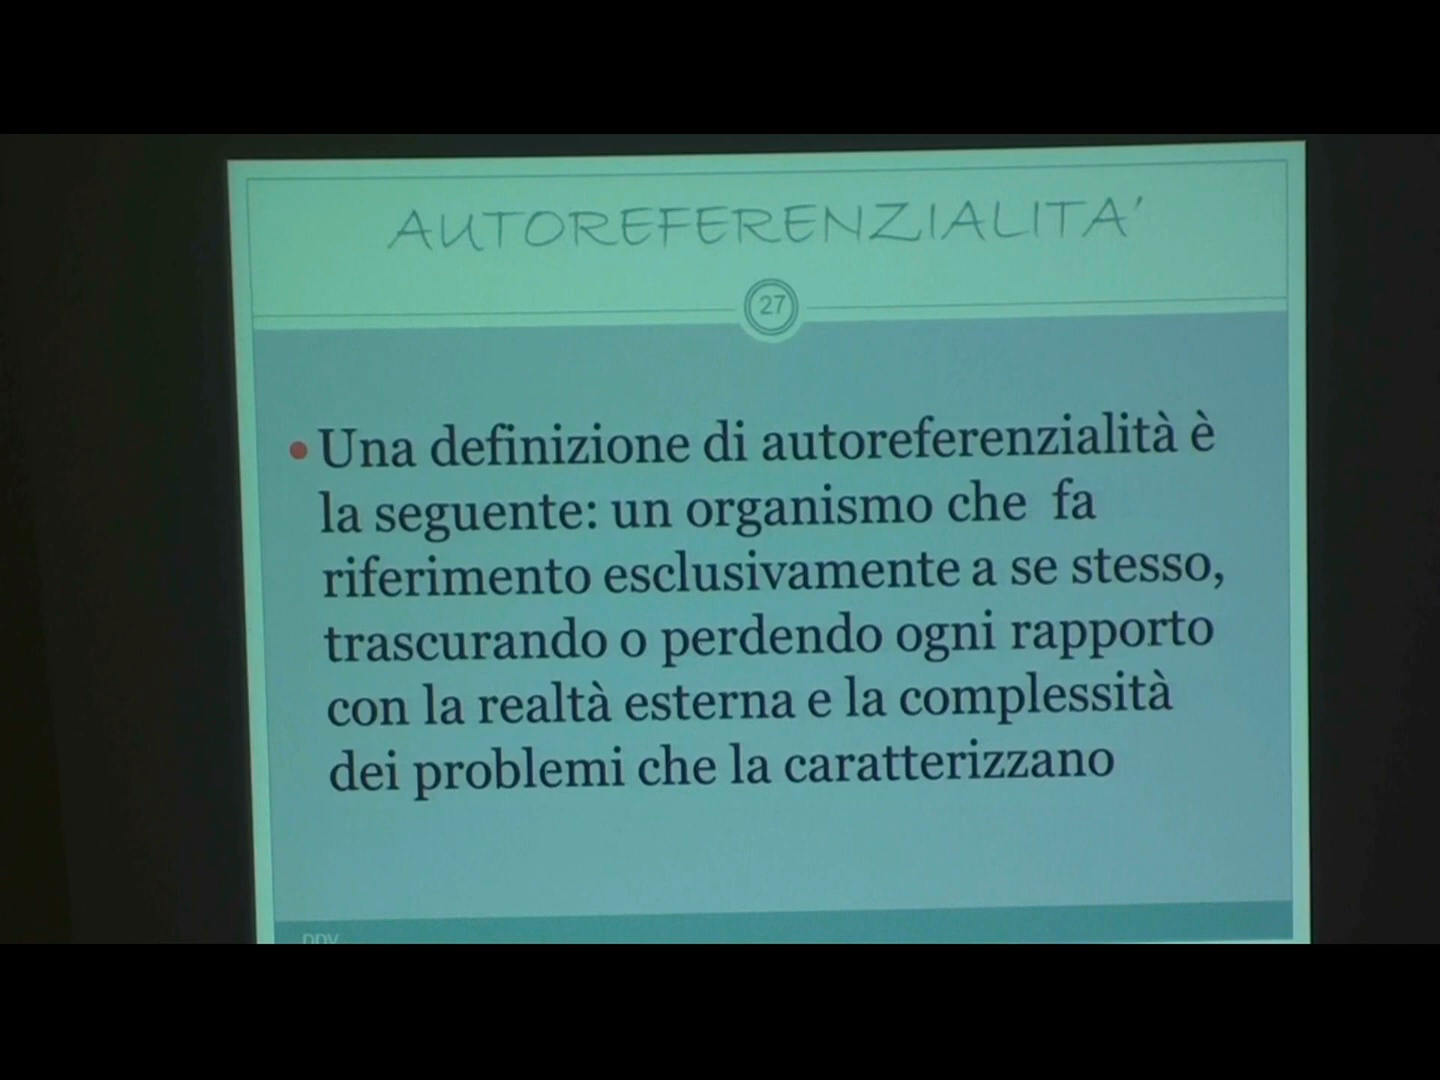 AUTOREFERENZIALITA’
27
• Una definizione di autoreferenzialità è
la seguente: un organismo che fa
riferimento esclusivamente a se stesso,
trascurando o perdendo ogni rapporto
con la realtà esterna e la complessità
dei problemi che la caratterizzano